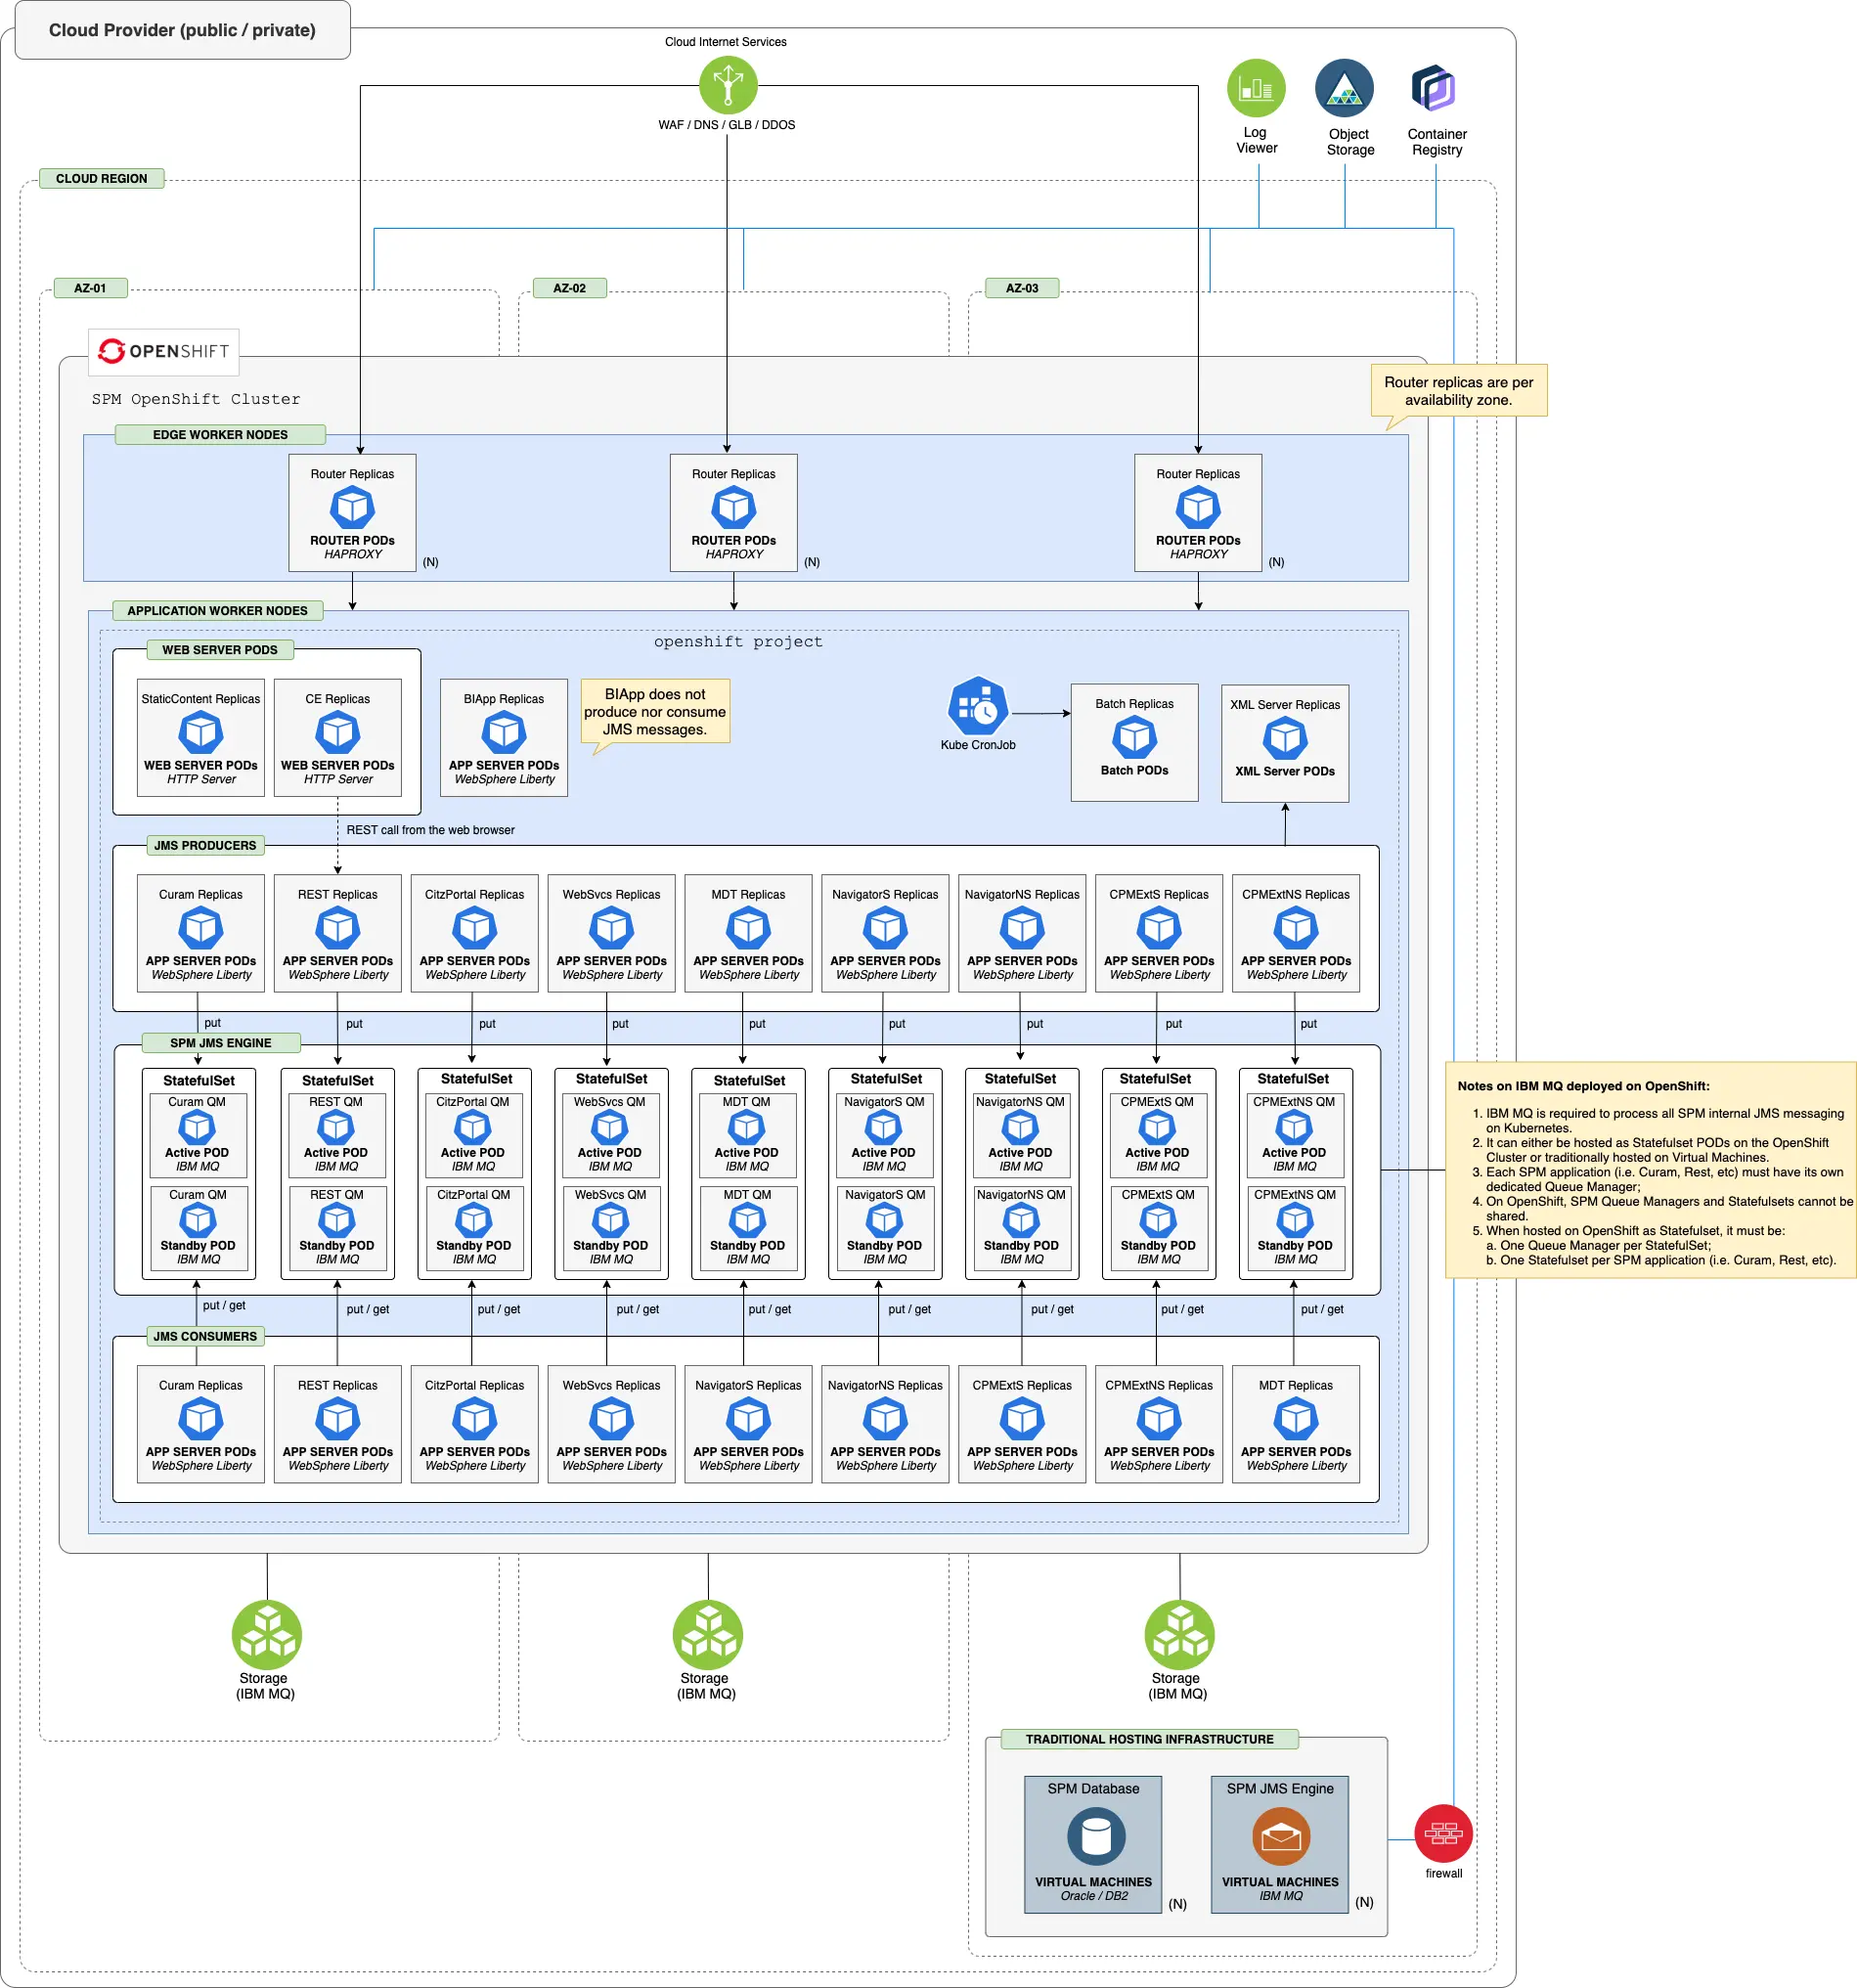 Cloud Provider (public / private)
Cloud Internet Services
WAF / DNS / GLB / DDOS
Log
Viewer
Object
Storage
Container
Registry
CLOUD REGION
AZ-01
AZ-02
AZ-03
OPENSHIFT
SPM OpenShift Cluster
Router replicas are per
availability zone.
EDGE WORKER NODES
Router Replicas
ROUTER PODs
HAPROXY
(N)
Router Replicas
ROUTER PODs
HAPROXY
(N)
Router Replicas
ROUTER PODs
HAPROXY
(N)
APPLICATION WORKER NODES
openshift project
WEB SERVER PODS
StaticContent Replicas
WEB SERVER PODs
HTTP Server
CE Replicas
WEB SERVER PODs
HTTP Server
BIApp Replicas
APP SERVER PODs
WebSphere Liberty
BIApp does not
produce nor consume
JMS messages.
Kube CronJob
Batch Replicas
Batch PODs
XML Server Replicas
XML Server PODs
REST call from the web browser
JMS PRODUCERS
Curam Replicas
APP SERVER PODs
WebSphere Liberty
REST Replicas
APP SERVER PODs
WebSphere Liberty
CitzPortal Replicas
APP SERVER PODs
WebSphere Liberty
WebSvcs Replicas
APP SERVER PODs
WebSphere Liberty
MDT Replicas
APP SERVER PODs
WebSphere Liberty
NavigatorS Replicas
APP SERVER PODs
WebSphere Liberty
NavigatorNS Replicas
APP SERVER PODs
WebSphere Liberty
CPMExtS Replicas
APP SERVER PODs
WebSphere Liberty
CPMExtNS Replicas
APP SERVER PODs
WebSphere Liberty
put
put
put
put
put
put
put
put
put
SPM JMS ENGINE
StatefulSet
Curam QM
Active POD
IBM MQ
Curam QM
Standby POD
IBM MQ
StatefulSet
REST QM
Active POD
IBM MQ
REST QM
Standby POD
IBM MQ
StatefulSet
CitzPortal QM
Active POD
IBM MQ
CitzPortal QM
Standby POD
IBM MQ
StatefulSet
WebSvcs QM
Active POD
IBM MQ
WebSvcs QM
Standby POD
IBM MQ
StatefulSet
MDT QM
Active POD
IBM MQ
MDT QM
Standby POD
IBM MQ
StatefulSet
NavigatorS QM
Active POD
IBM MQ
NavigatorS QM
Standby POD
IBM MQ
StatefulSet
NavigatorNS QM
Active POD
IBM MQ
NavigatorNS QM
Standby POD
IBM MQ
StatefulSet
CPMExtS QM
Active POD
IBM MQ
CPMExtS QM
Standby POD
IBM MQ
StatefulSet
CPMExtNS QM
Active POD
IBM MQ
CPMExtNS QM
Standby POD
IBM MQ
Notes on IBM MQ deployed on OpenShift:
1. IBM MQ is required to process all SPM internal JMS messaging
on Kubernetes.
2. It can either be hosted as Statefulset PODs on the OpenShift
Cluster or traditionally hosted on Virtual Machines.
3. Each SPM application (i.e. Curam, Rest, etc) must have its own
dedicated Queue Manager;
4. On OpenShift, SPM Queue Managers and Statefulsets cannot be
shared.
5. When hosted on OpenShift as Statefulset, it must be:
a. One Queue Manager per StatefulSet;
b. One Statefulset per SPM application (i.e. Curam, Rest, etc).
put / get
put / get
put / get
put / get
put / get
put / get
put / get
put / get
put / get
JMS CONSUMERS
Curam Replicas
APP SERVER PODs
WebSphere Liberty
REST Replicas
APP SERVER PODs
WebSphere Liberty
CitzPortal Replicas
APP SERVER PODs
WebSphere Liberty
WebSvcs Replicas
APP SERVER PODs
WebSphere Liberty
NavigatorS Replicas
APP SERVER PODs
WebSphere Liberty
NavigatorNS Replicas
APP SERVER PODs
WebSphere Liberty
CPMExtS Replicas
APP SERVER PODs
WebSphere Liberty
CPMExtNS Replicas
APP SERVER PODs
WebSphere Liberty
MDT Replicas
APP SERVER PODs
WebSphere Liberty
Storage
(IBM MQ)
Storage
(IBM MQ)
Storage
(IBM MQ)
TRADITIONAL HOSTING INFRASTRUCTURE
SPM Database
VIRTUAL MACHINES
Oracle / DB2
(N)
SPM JMS Engine
VIRTUAL MACHINES
IBM MQ
(N)
firewall